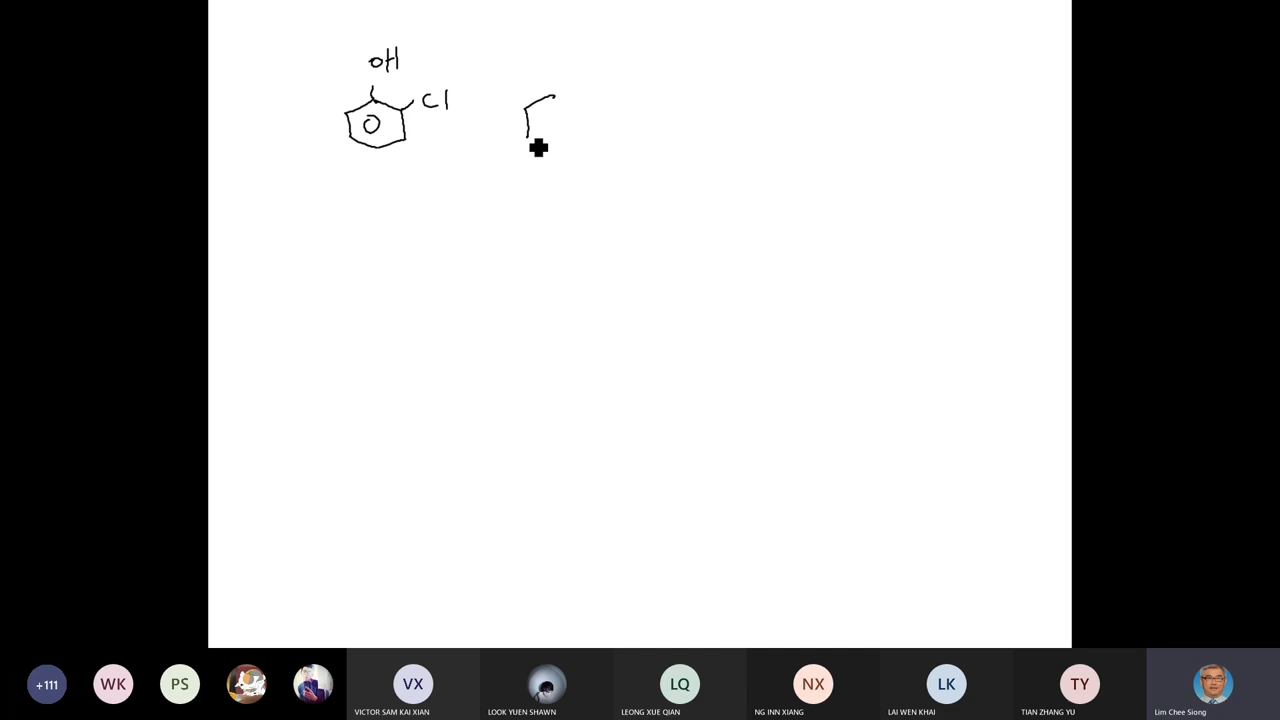 OH
Cl
+111
WK
PS
VX
LQ
NX
LK
TY
VICTOR SAM KAI XIAN
LOOK YUEN SHAWN
LEONG XUE QIAN
NG INN XIANG
LAI WEN KHAI
TIAN ZHANG YU
Lim Chee Siong